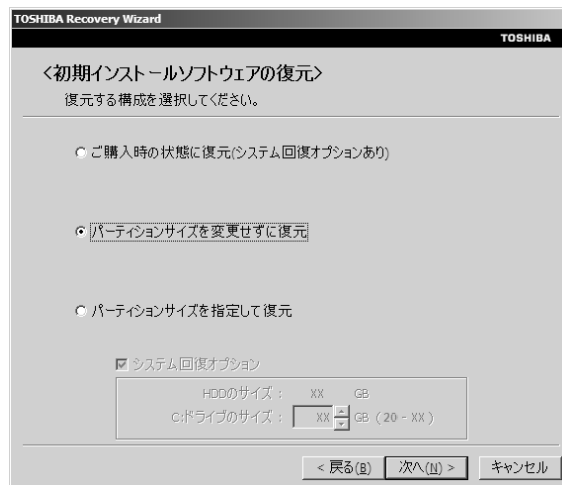 TOSHIBA Recovery Wizard
TOSHIBA
<初期インストールソフトウェアの復元>
復元する構成を選択してください。
ご購入時の状態に復元(システム回復オプションあり)
パーティションサイズを変更せずに復元
パーティションサイズを指定して復元
システム回復オプション
HDDのサイズ： XX GB
C:ドライブのサイズ： XX GB ( 20 - XX )
< 戻る(B) 次へ(N) > キャンセル